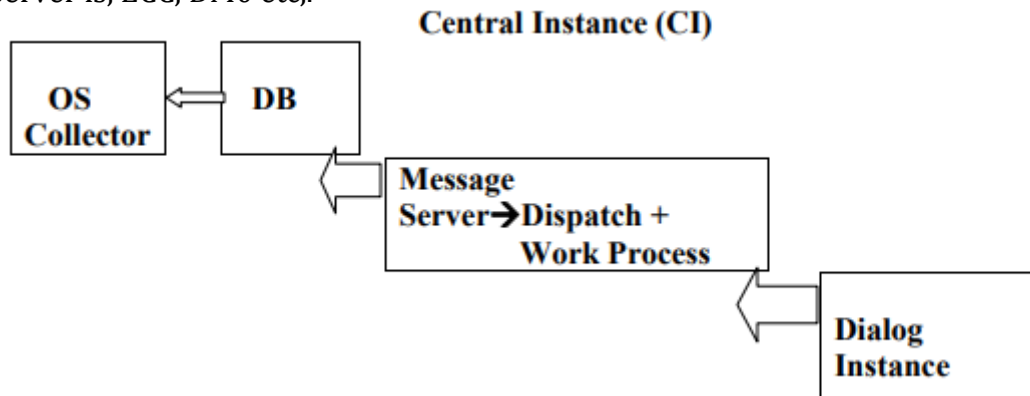 Central Instance (CI)
OS
Collector
DB
Message
Server➔Dispatch +
Work Process
Dialog
Instance